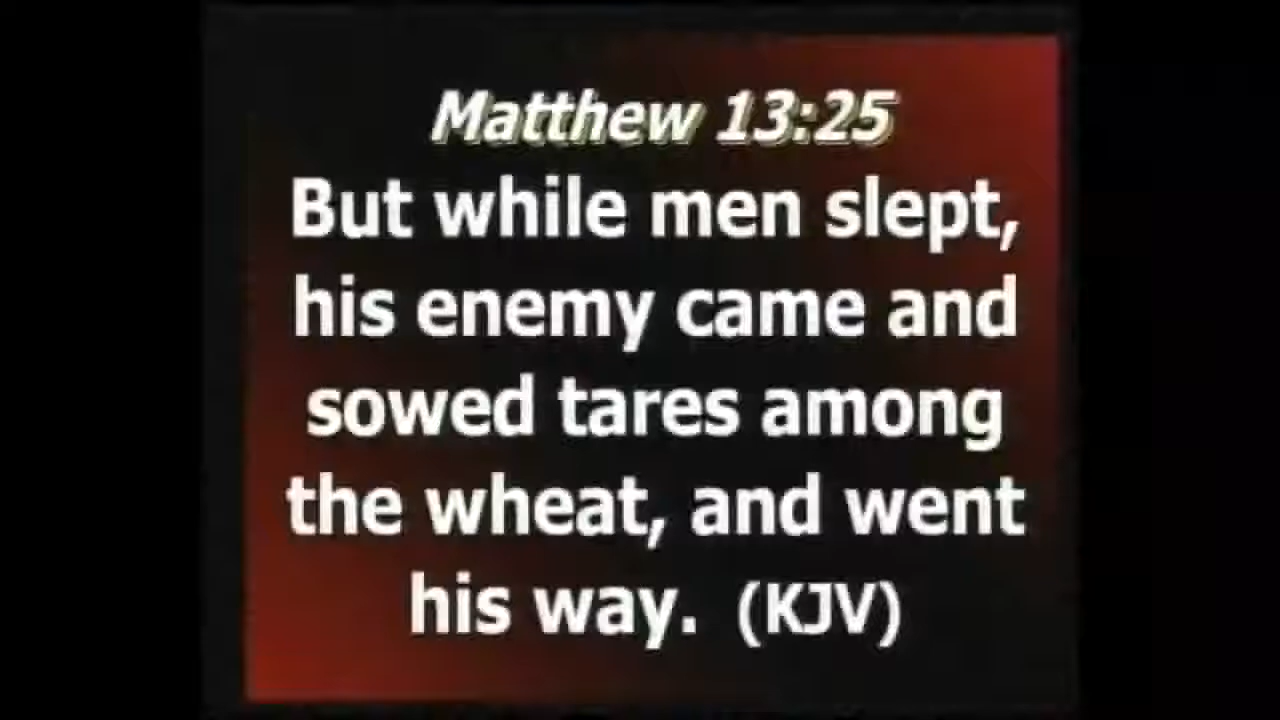 Matthew 13:25
But while men slept,
his enemy came and
sowed tares among
the wheat, and went
his way. (KJV)